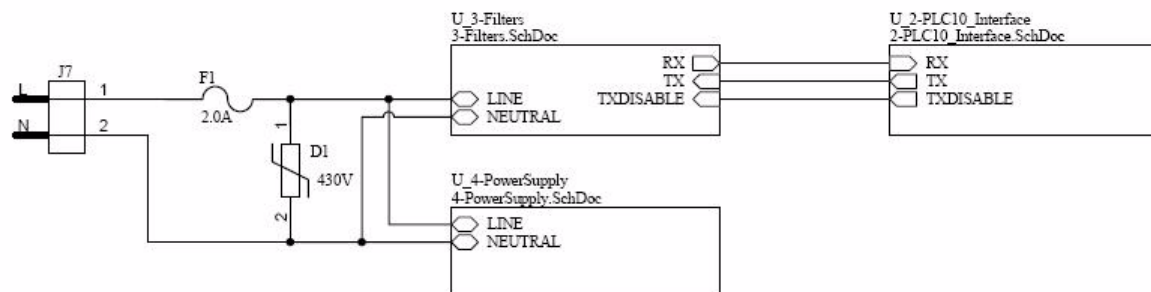 U_3-Filters
3-Filters.SchDoc
U_2-PLC10_Interface
2-PLC10_Interface.SchDoc
RX
RX
TX
TX
TXDISABLE
TXDISABLE
J7
L
1
F1
2.0A
LINE
N
2
NEUTRAL
1
D1
430V
2
U_4-PowerSupply
4-PowerSupply.SchDoc
LINE
NEUTRAL